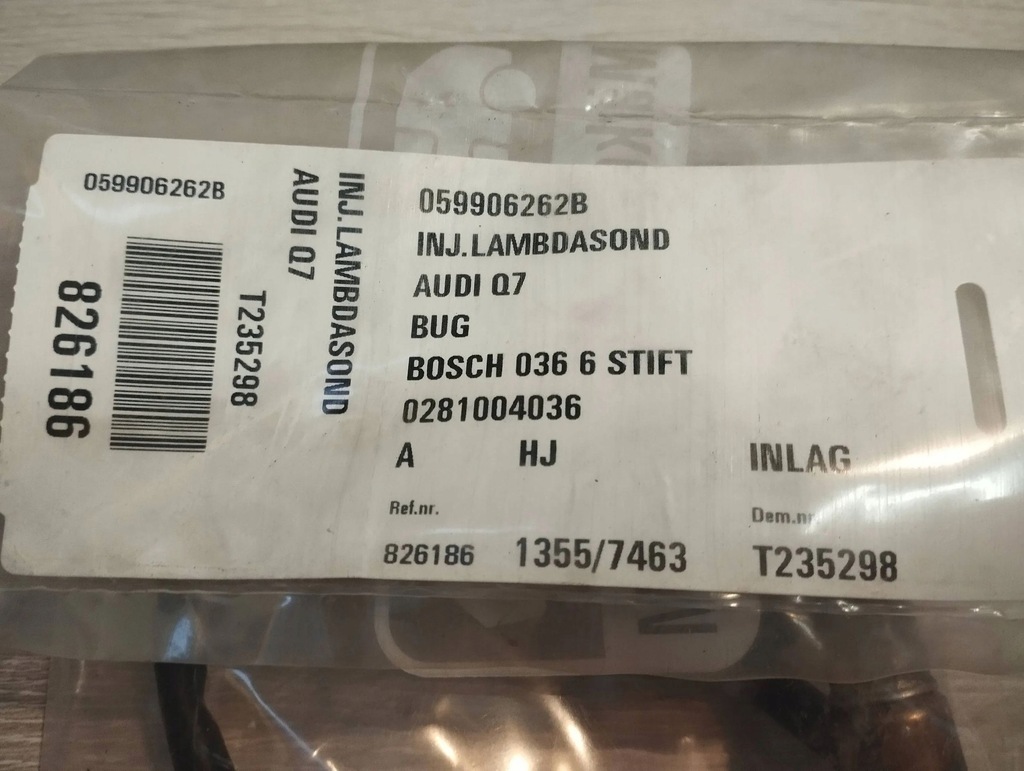 059906262B
826186
T235298
INJ.LAMBDASOND
AUDI Q7
059906262B
INJ.LAMBDASOND
AUDI Q7
BUG
BOSCH 036 6 STIFT
0281004036
A HJ INLAG
Ref.nr. Dem.nr
826186 1355/7463 T235298